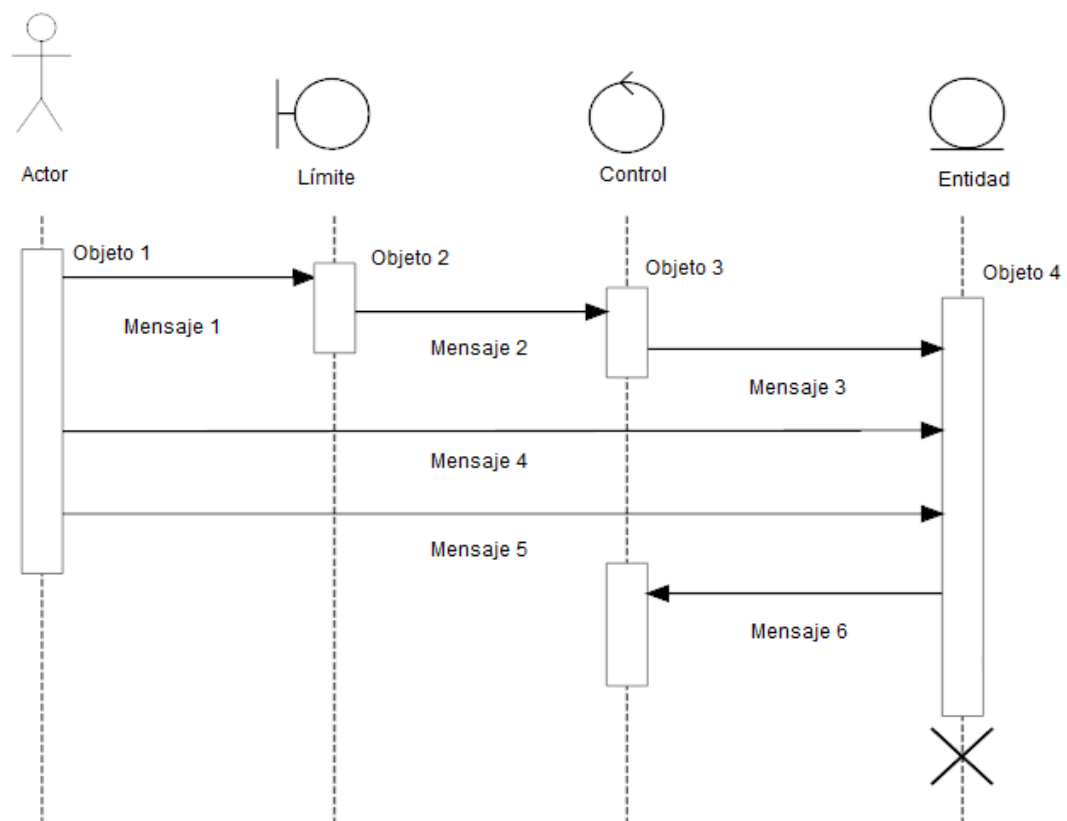 Actor
Límite
Control
Entidad
Objeto 1
Objeto 2
Objeto 3
Objeto 4
Mensaje 1
Mensaje 2
Mensaje 3
Mensaje 4
Mensaje 5
Mensaje 6